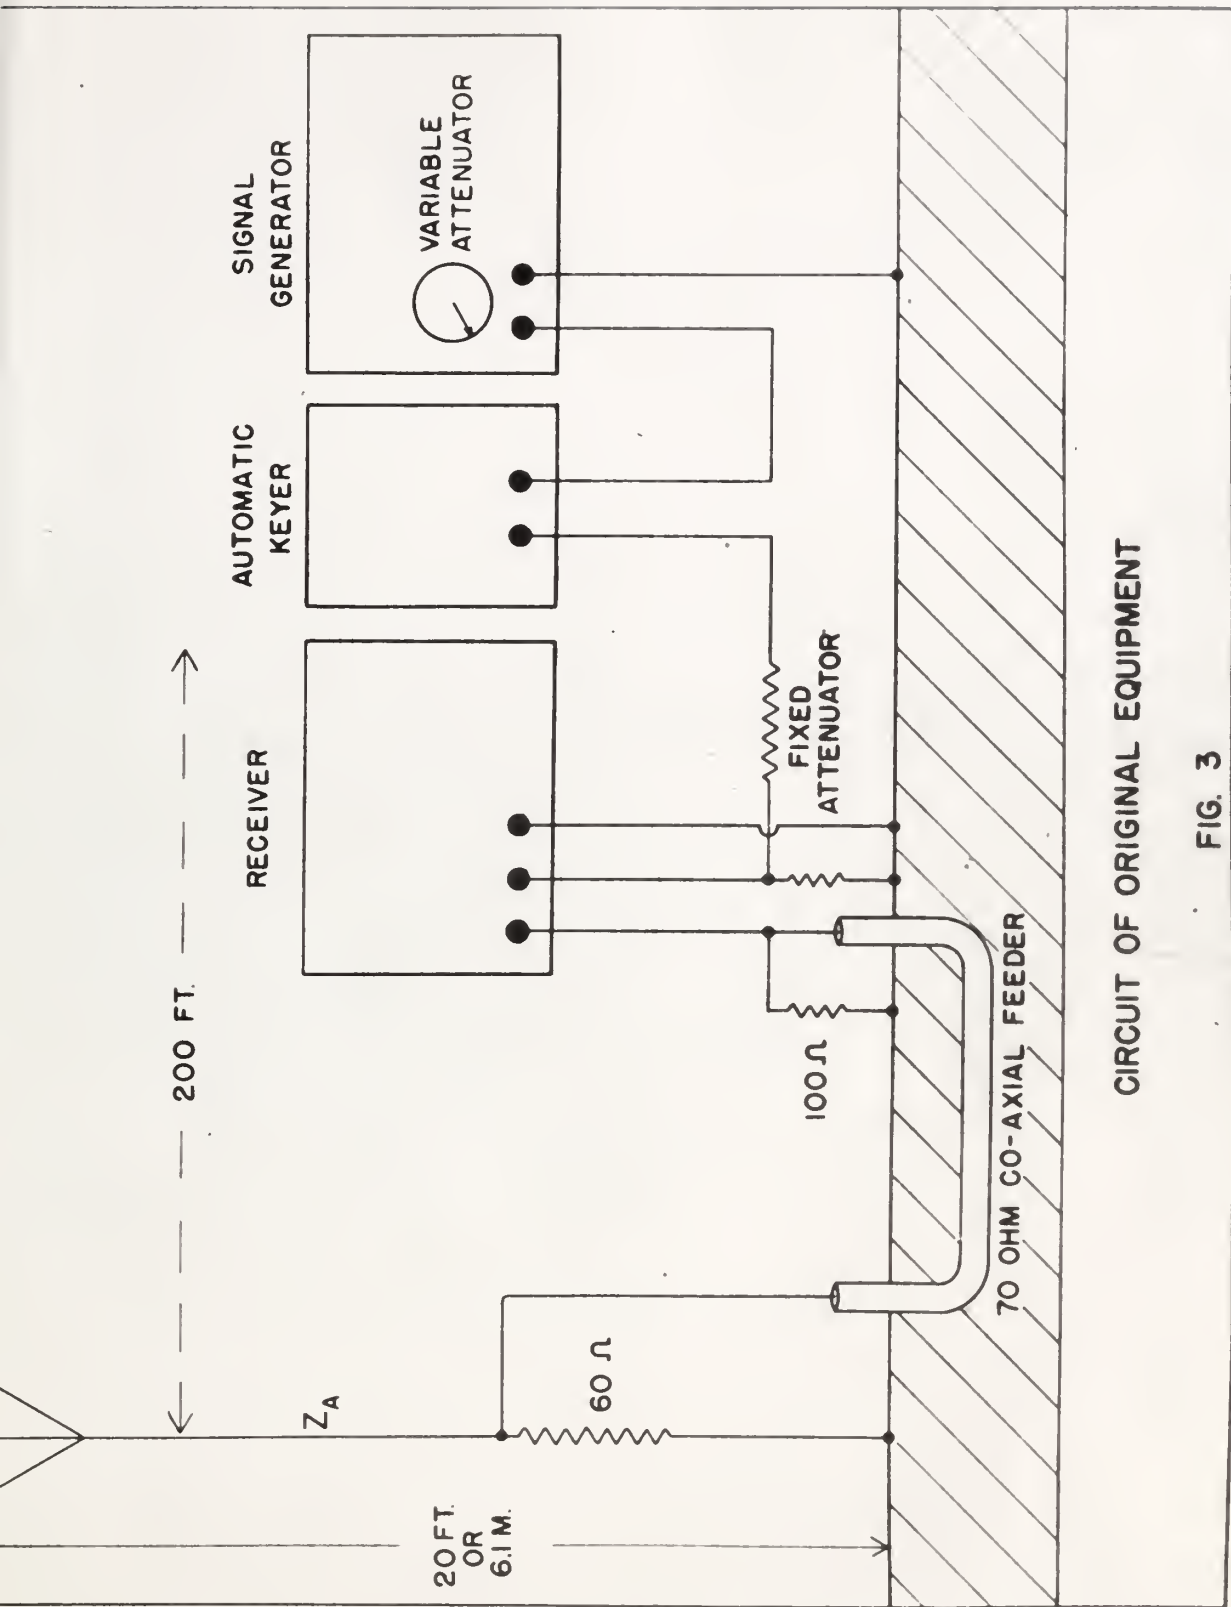 SIGNAL
GENERATOR
VARIABLE
ATTENUATOR
AUTOMATIC
KEYER
RECEIVER
200 FT.
FIXED
ATTENUATOR
100 Ω
Z_A
60 Ω
20 FT.
OR
6.1 M.
70 OHM CO-AXIAL FEEDER
CIRCUIT OF ORIGINAL EQUIPMENT
FIG. 3